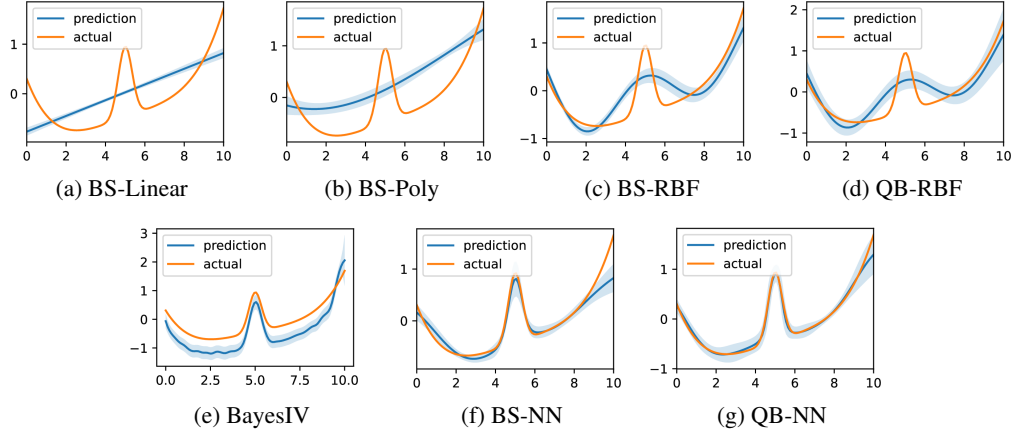 prediction
actual
1
0
0 2 4 6 8 10
(a) BS-Linear
prediction
actual
1
0
0 2 4 6 8 10
(b) BS-Poly
prediction
actual
1
0
−1
0 2 4 6 8 10
(c) BS-RBF
prediction
actual
2
1
0
−1
0 2 4 6 8 10
(d) QB-RBF
prediction
actual
3
2
1
0
−1
0.0 2.5 5.0 7.5 10.0
(e) BayesIV
prediction
actual
1
0
0 2 4 6 8 10
(f) BS-NN
prediction
actual
1
0
−1
0 2 4 6 8 10
(g) QB-NN